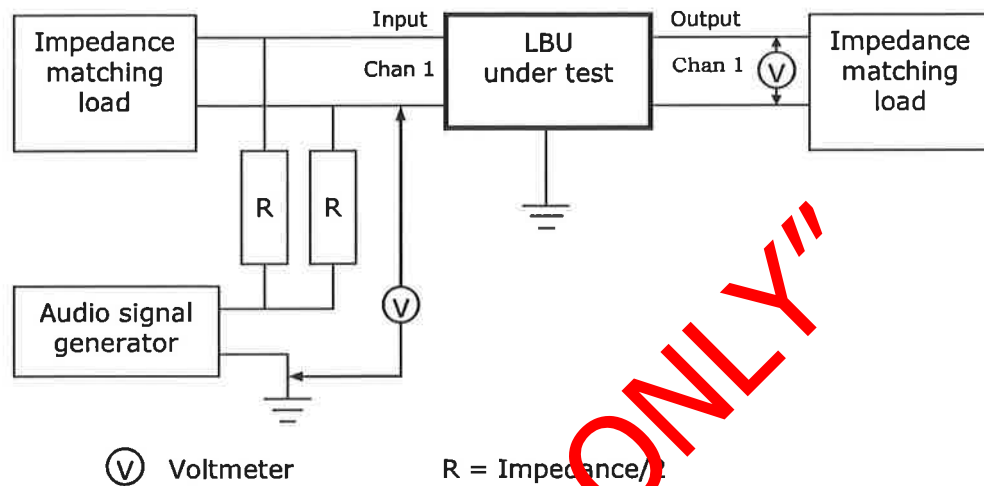 Impedance
matching
load
Input
Chan 1
LBU
under test
Output
Chan 1
V
Impedance
matching
load
R
R
V
Audio signal
generator
V Voltmeter
R = Impedance/2
ONLY”